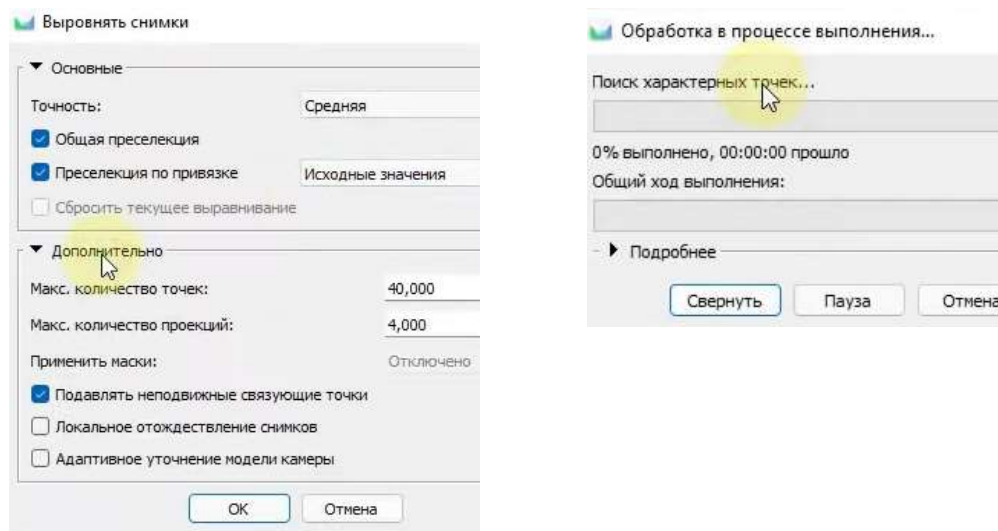 Выровнять снимки
Основные
Точность: Средняя
Общая преселекция
Преселекция по привязке Исходные значения
Сбросить текущее выравнивание
Дополнительно
Макс. количество точек: 40,000
Макс. количество проекций: 4,000
Применить маски: Отключено
Подавлять неподвижные связующие точки
Локальное отождествление снимков
Адаптивное уточнение модели камеры
OK Отмена
Обработка в процессе выполнения...
Поиск характерных точек...
0% выполнено, 00:00:00 прошло
Общий ход выполнения:
Подробнее
Свернуть Пауза Отмена